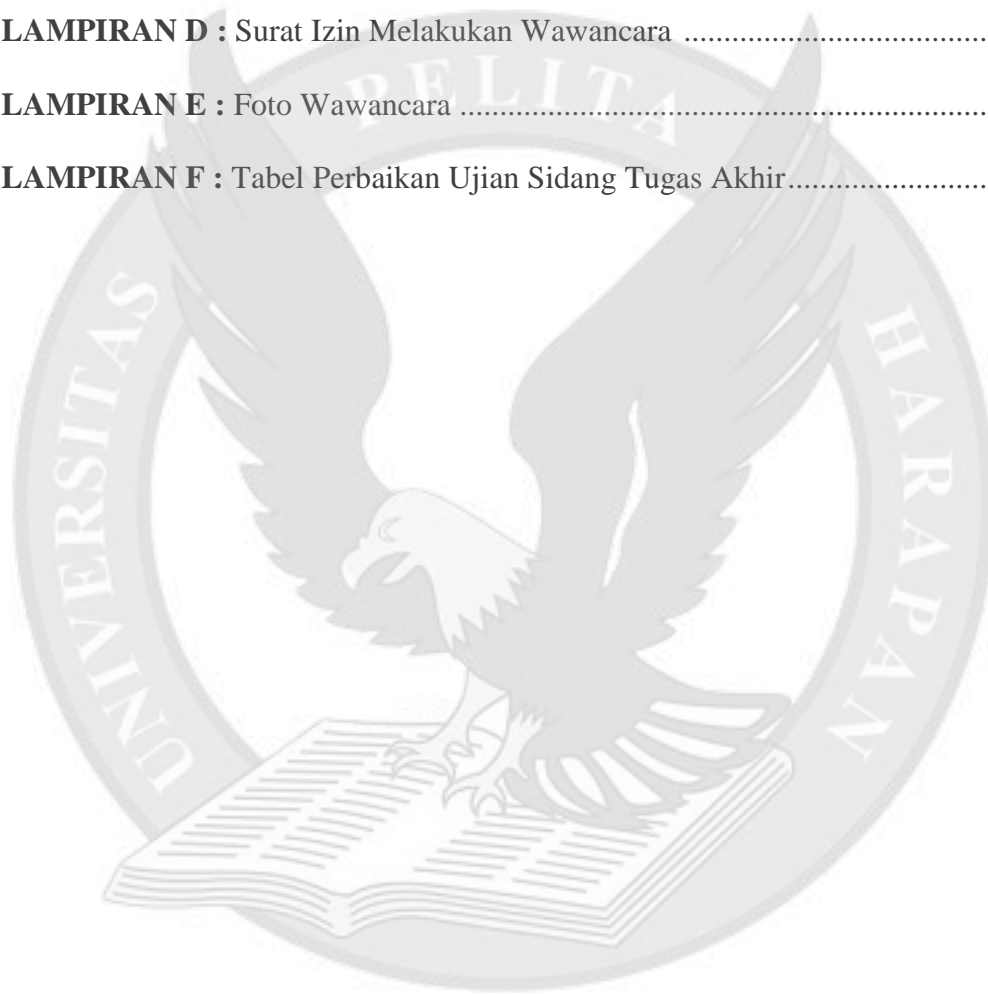 LAMPIRAN D : Surat Izin Melakukan Wawancara ......................................
LAMPIRAN E : Foto Wawancara ...................................................................
LAMPIRAN F : Tabel Perbaikan Ujian Sidang Tugas Akhir.........................
UNIVERSITAS PELITA HARAPAN